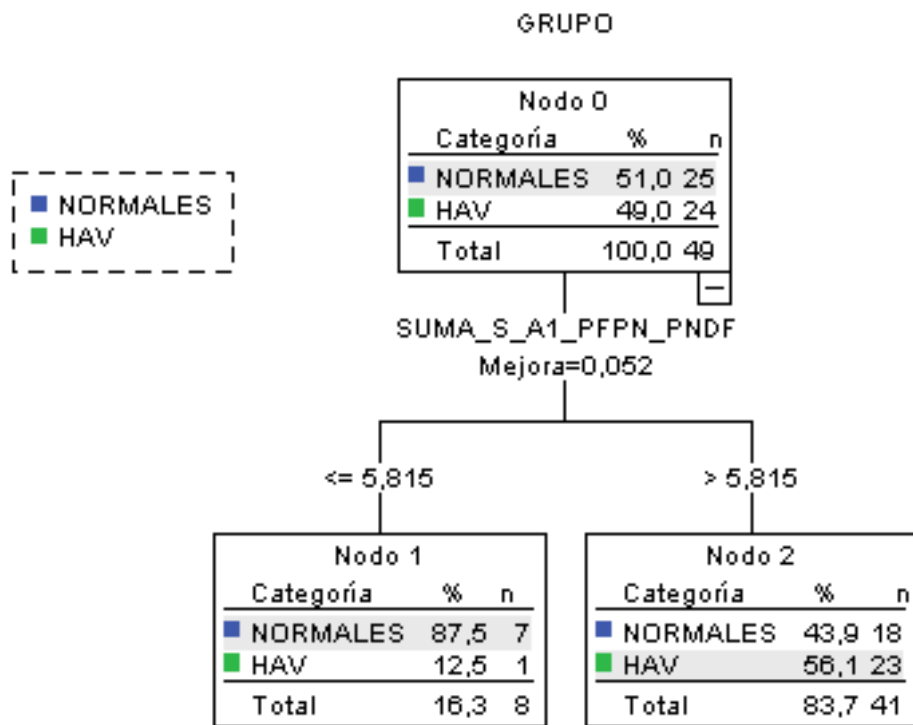 GRUPO
NORMALES
HAV
Nodo 0
Categoría % n
NORMALES 51,0 25
HAV 49,0 24
Total 100,0 49
SUMA_S_A1_PFPN_PNDF
Mejora=0,052
<= 5,815
> 5,815
Nodo 1
Categoría % n
NORMALES 87,5 7
HAV 12,5 1
Total 16,3 8
Nodo 2
Categoría % n
NORMALES 43,9 18
HAV 56,1 23
Total 83,7 41